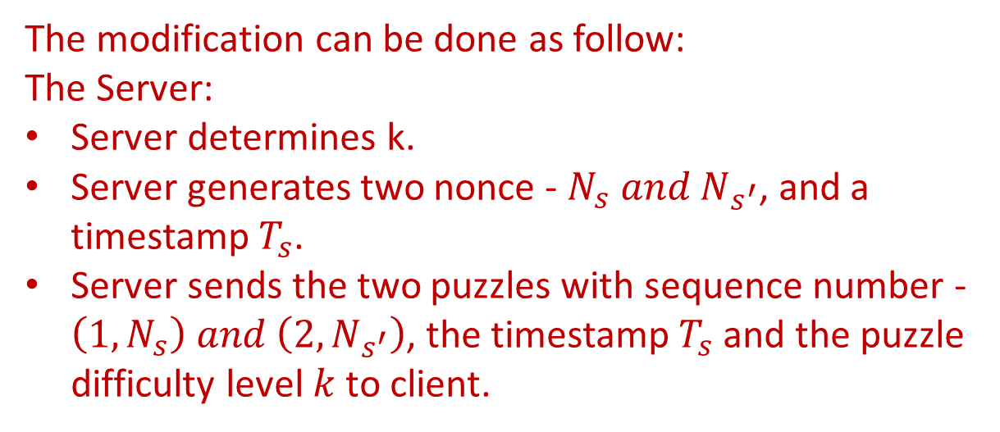 The modification can be done as follow:
The Server:
• Server determines k.
• Server generates two nonce - $N_s$ and $N_{s'}$, and a
timestamp $T_s$.
• Server sends the two puzzles with sequence number -
$(1, N_s)$ and $(2, N_{s'})$, the timestamp $T_s$ and the puzzle
difficulty level $k$ to client.